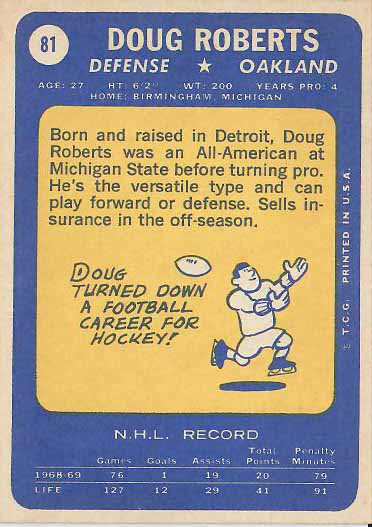 81
DOUG ROBERTS
DEFENSE ★ OAKLAND
AGE: 27 HT: 6'2" WT: 200 YEARS PRO: 4
HOME: BIRMINGHAM, MICHIGAN
Born and raised in Detroit, Doug
Roberts was an All-American at
Michigan State before turning pro.
He's the versatile type and can
play forward or defense. Sells in-
surance in the off-season.
DOUG
TURNED DOWN
A FOOTBALL
CAREER FOR
HOCKEY!
© T.C.G. PRINTED IN U.S.A.
N.H.L. RECORD
Games Goals Assists Total Points Penalty Minutes
1968-69 76 1 19 20 79
LIFE 127 12 29 41 91